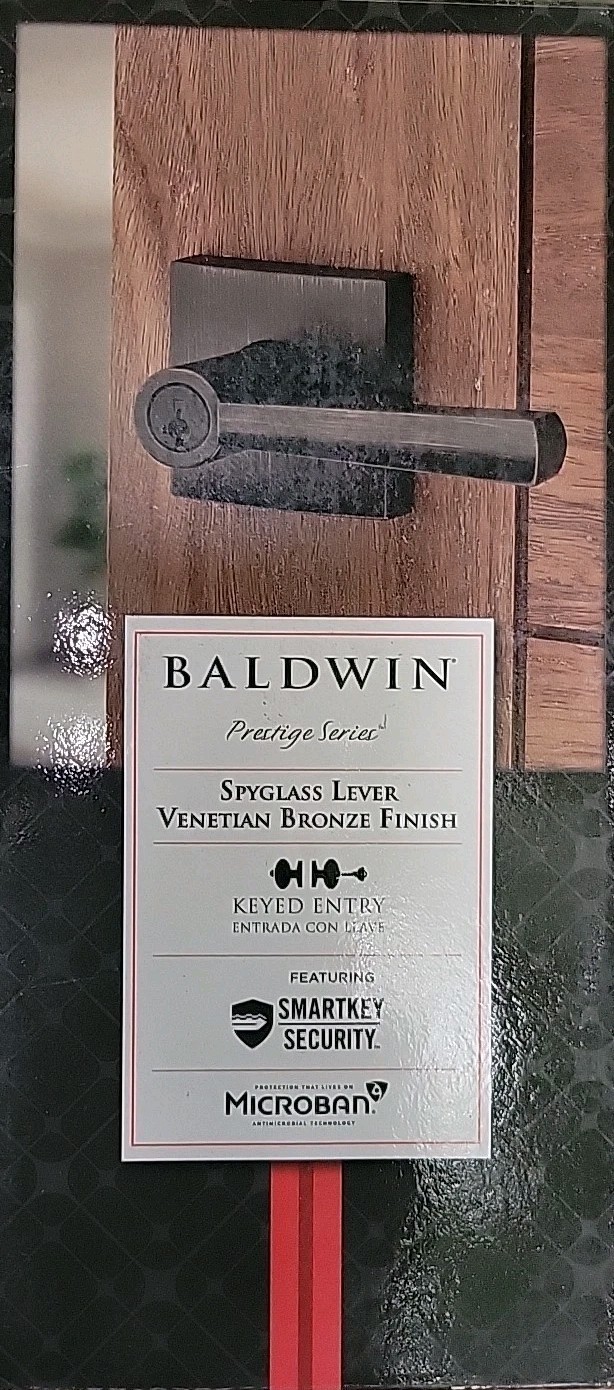 BALDWIN
Prestige Series
SPYGLASS LEVER
VENETIAN BRONZE FINISH
KEYED ENTRY
ENTRADA CON LLAVE
FEATURING
SMARTKEY
SECURITY
PROTECTION THAT LIVES ON
MICROBAN
ANTIMICROBIAL TECHNOLOGY